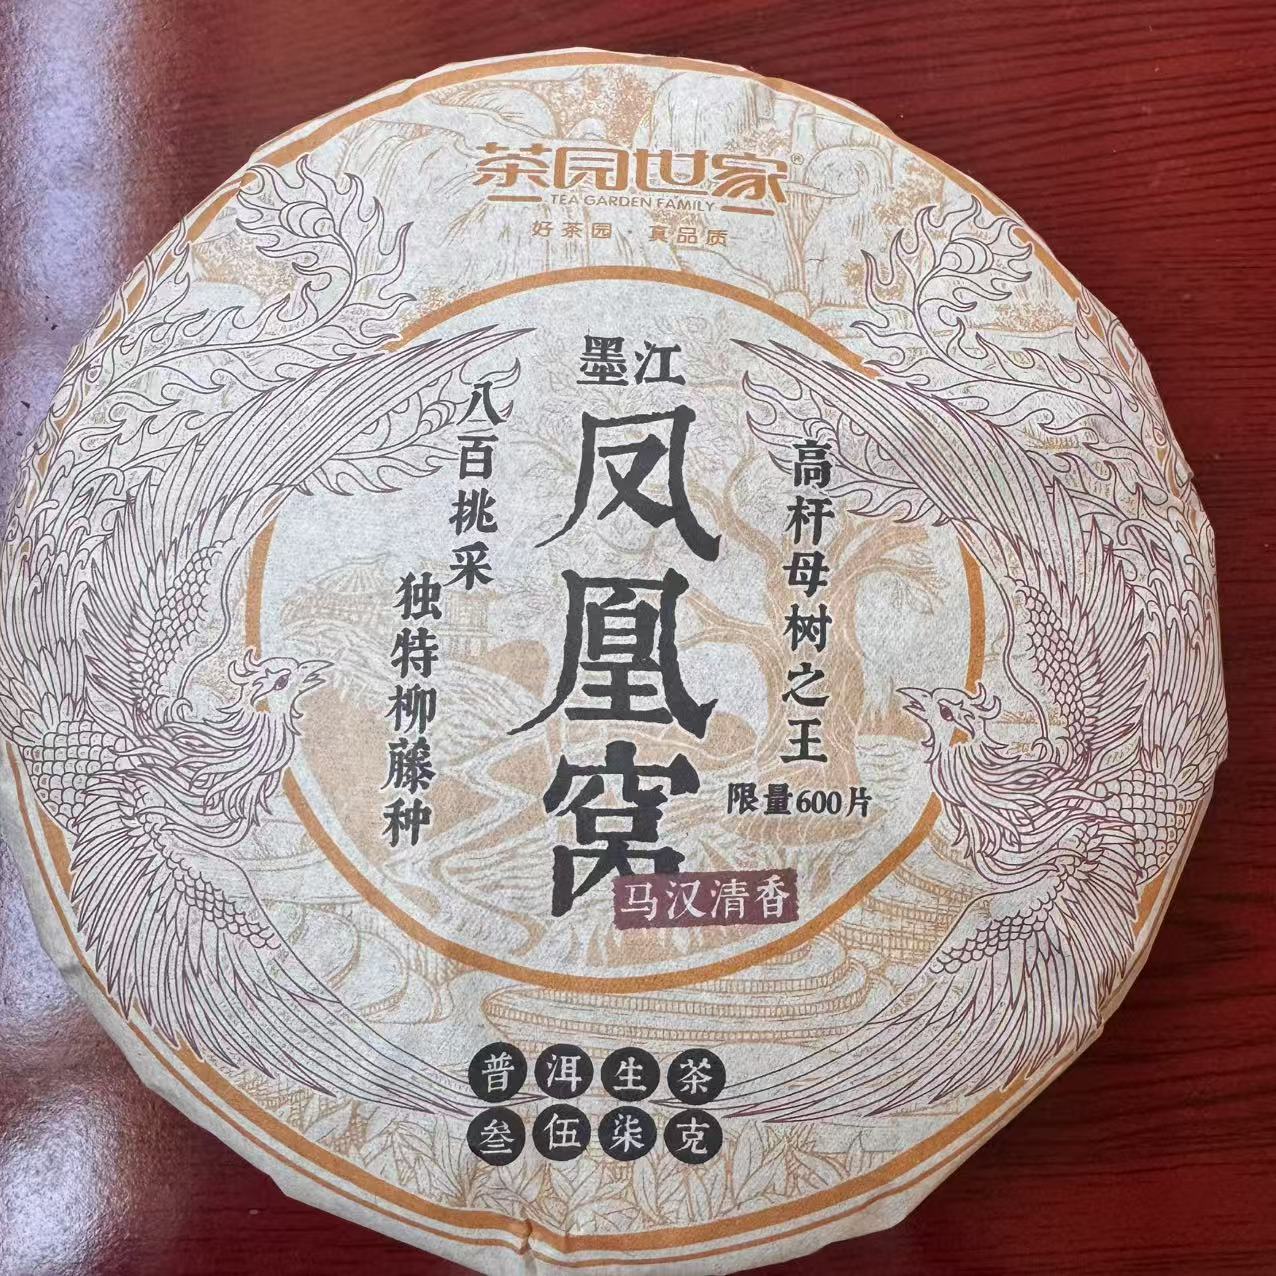 茶园世家®
TEA GARDEN FAMILY
好茶园·真品质
墨江
凤凰窝
高杆母树之王
限量600片
八百挑采
独特柳藤种
马汉清香
普洱生茶
叁伍柒克